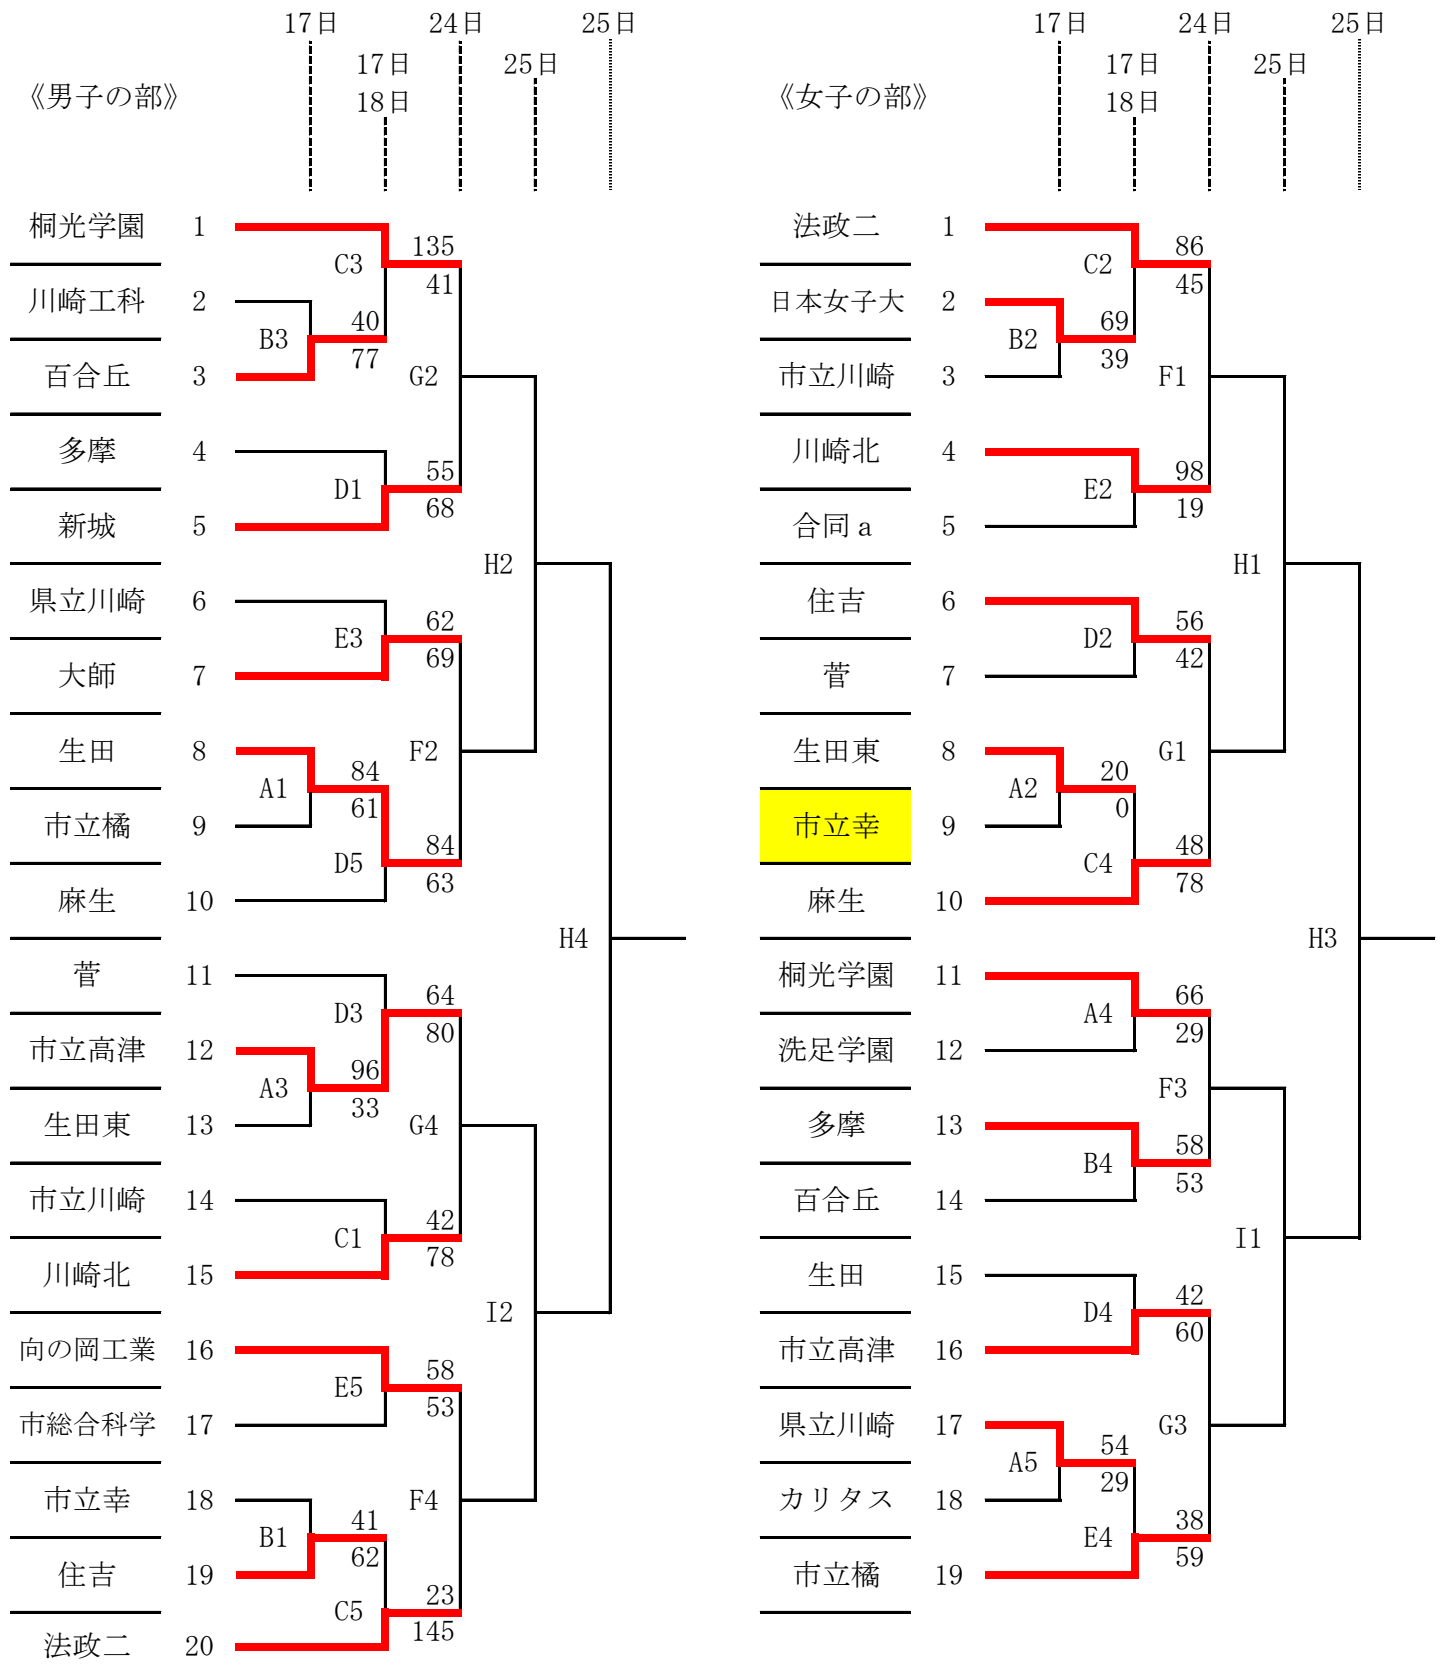 17日 24日 25日
17日 25日
《男子の部》 18日
桐光学園 1
135
C3
41
川崎工科 2
40
B3
77
百合丘 3
G2
多摩 4
55
D1
68
新城 5
H2
県立川崎 6
62
E3
69
大師 7
生田 8
F2
84
A1
61
市立橘 9
84
D5
63
麻生 10
H4
菅 11
64
D3
80
市立高津 12
96
A3
33
生田東 13
G4
市立川崎 14
42
C1
78
川崎北 15
I2
向の岡工業 16
58
E5
53
市総合科学 17
市立幸 18
F4
41
B1
62
住吉 19
23
C5
145
法政二 20
17日 24日 25日
17日 25日
《女子の部》 18日
法政二 1
86
C2
45
日本女子大 2
69
B2
39
市立川崎 3
F1
川崎北 4
98
E2
19
合同a 5
H1
住吉 6
56
D2
42
菅 7
生田東 8
G1
20
A2
0
市立幸 9
48
C4
78
麻生 10
H3
桐光学園 11
66
A4
29
洗足学園 12
F3
多摩 13
58
B4
53
百合丘 14
I1
生田 15
42
D4
60
市立高津 16
県立川崎 17
G3
54
A5
29
カリタス 18
38
E4
59
市立橘 19